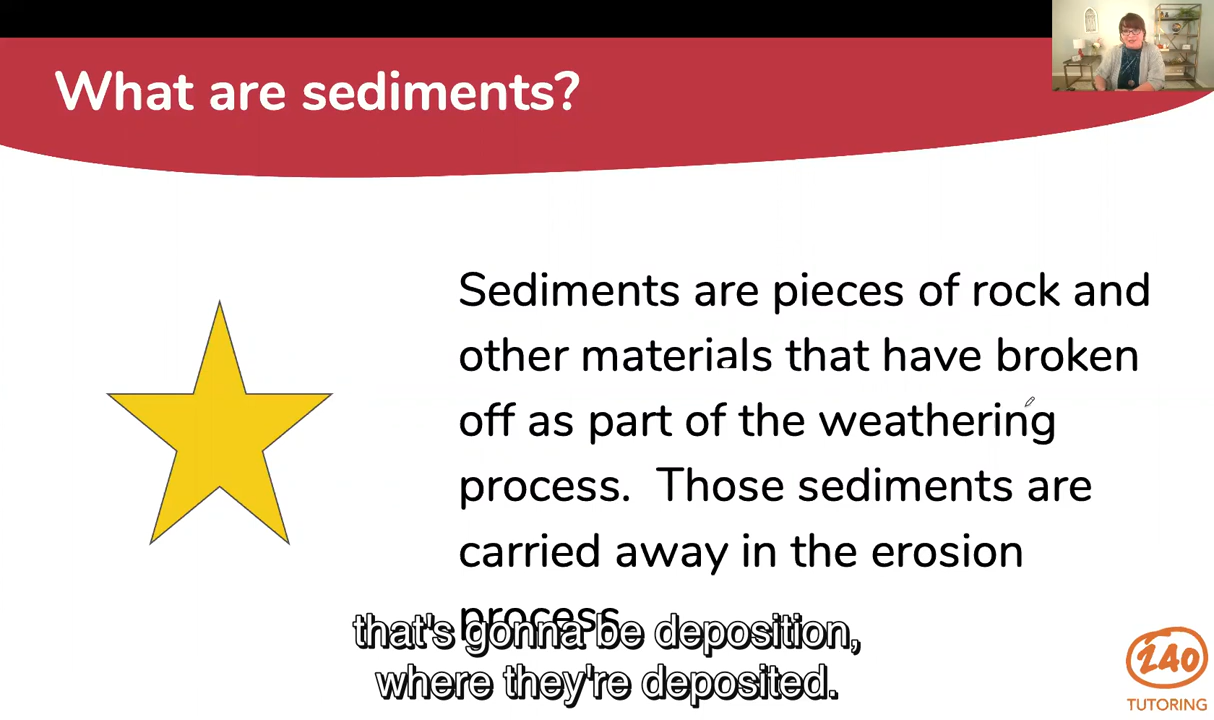 What are sediments?
Sediments are pieces of rock and
other materials that have broken
off as part of the weathering
process.  Those sediments are
carried away in the erosion
process.
that's gonna be deposition,
where they're deposited.
240
TUTORING